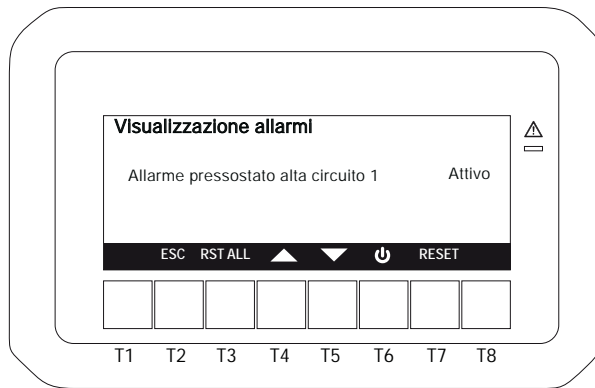 Visualizzazione allarmi
Allarme pressostato alta circuito 1 Attivo
ESC RST ALL RESET
T1 T2 T3 T4 T5 T6 T7 T8